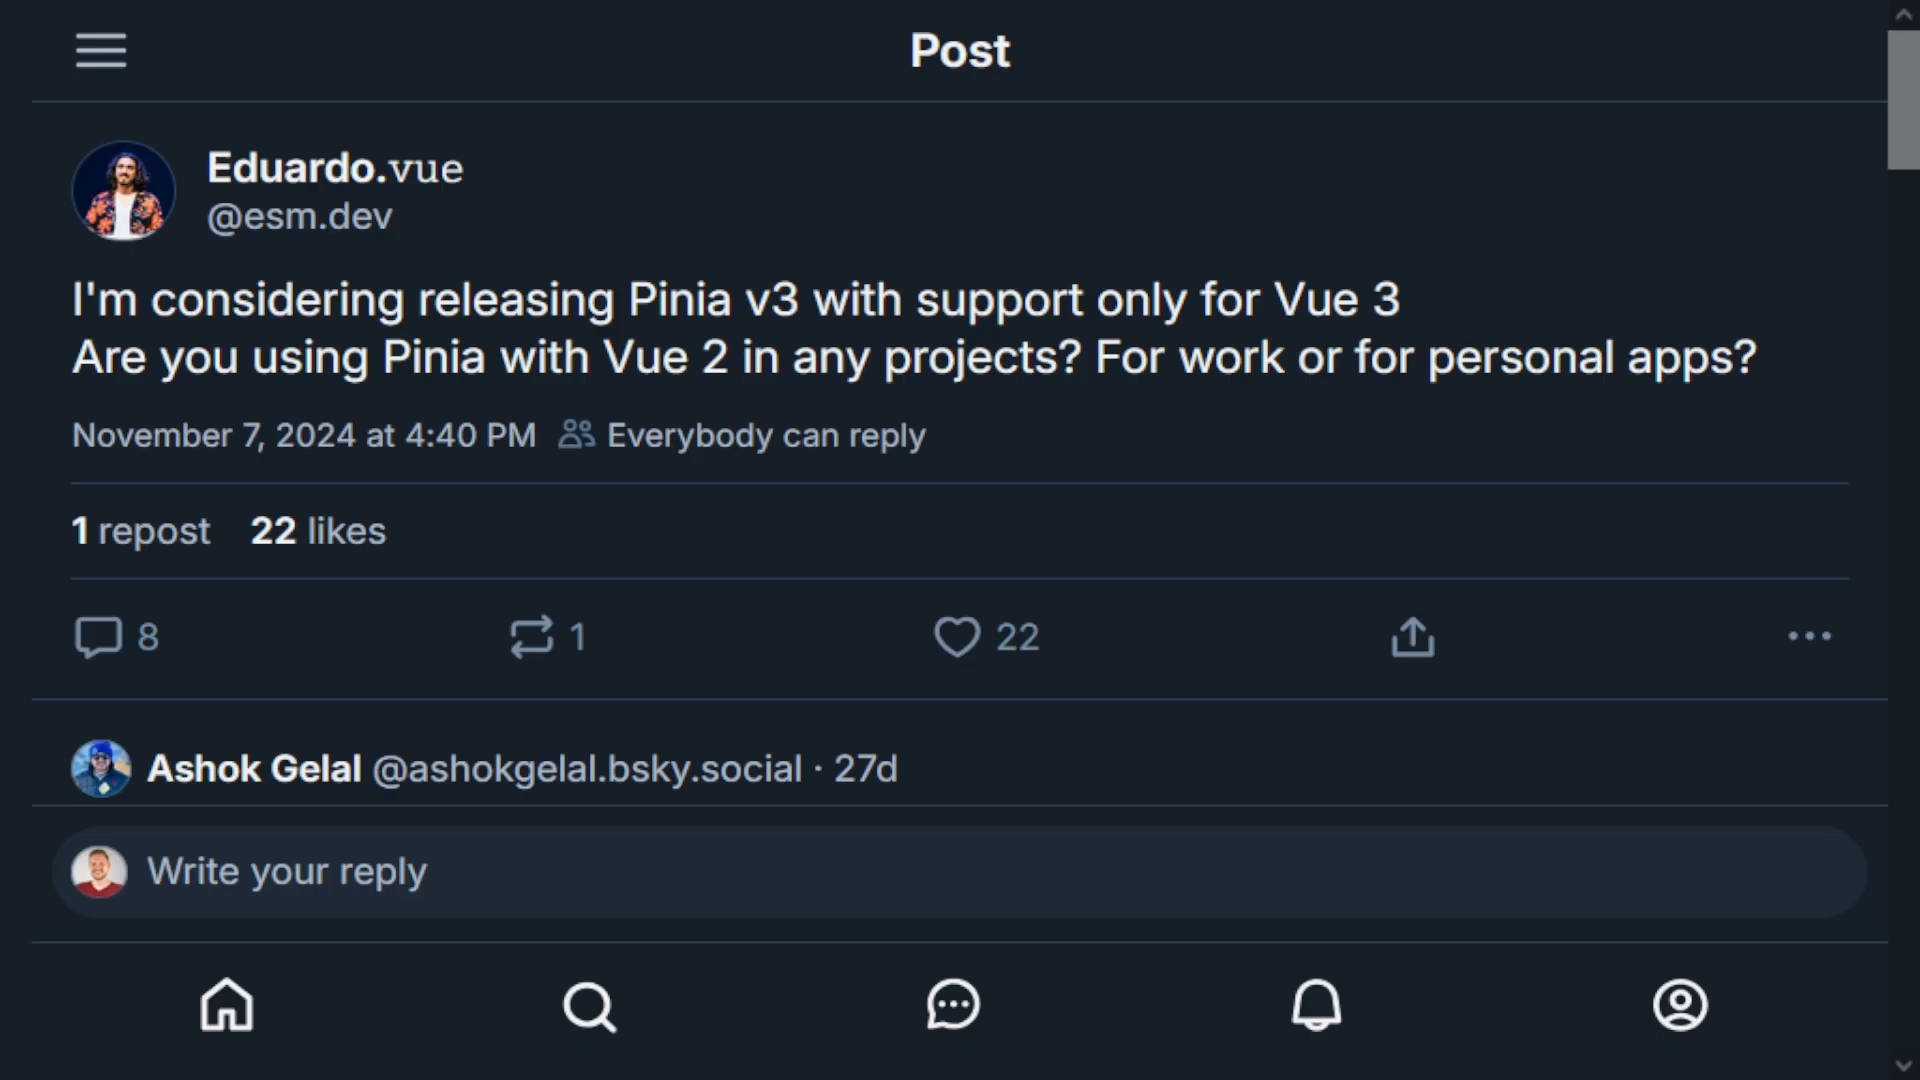 Post
Eduardo.vue
@esm.dev
I'm considering releasing Pinia v3 with support only for Vue 3
Are you using Pinia with Vue 2 in any projects? For work or for personal apps?
November 7, 2024 at 4:40 PM Everybody can reply
1 repost 22 likes
8 1 22
Ashok Gelal @ashokgelal.bsky.social · 27d
Write your reply